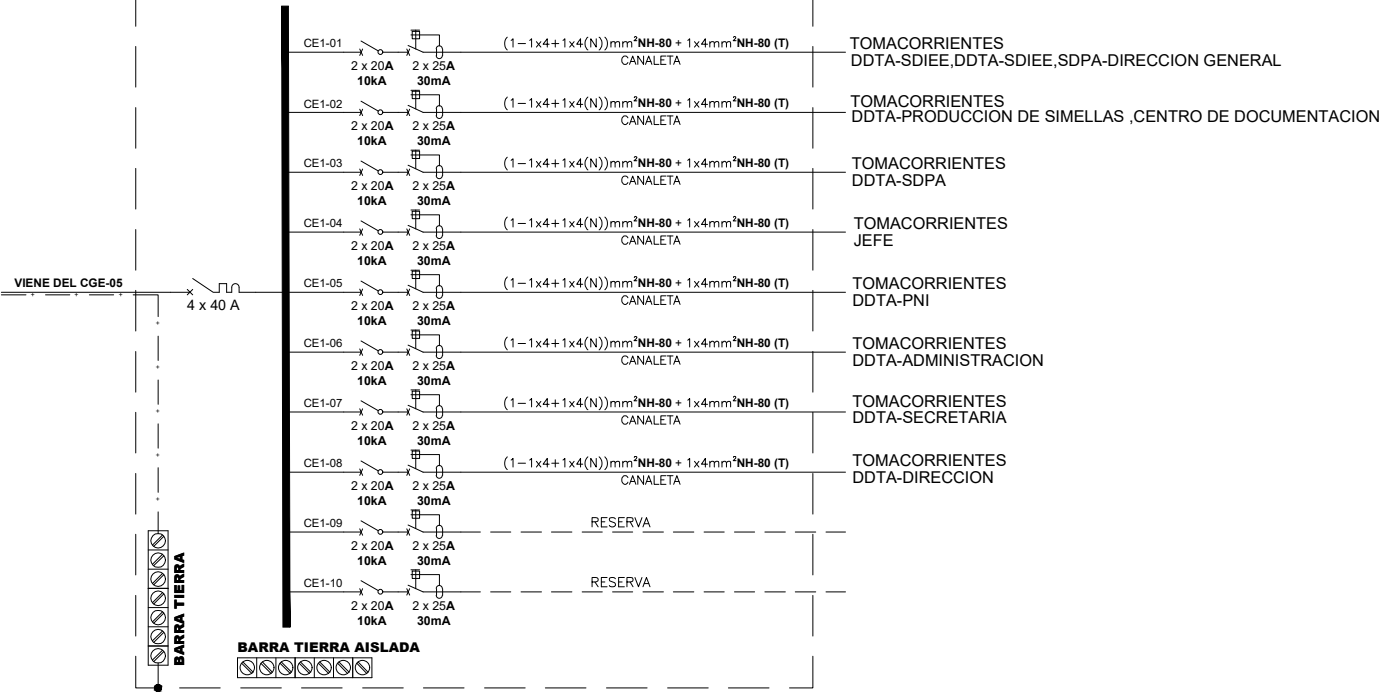 CE1-01
(1-1x4+1x4(N))mm²NH-80 + 1x4mm²NH-80 (T)
CANALETA
2 x 20A 2 x 25A
10kA 30mA
TOMACORRIENTES
DDTA-SDIEE,DDTA-SDIEE,SDPA-DIRECCION GENERAL
CE1-02
(1-1x4+1x4(N))mm²NH-80 + 1x4mm²NH-80 (T)
CANALETA
2 x 20A 2 x 25A
10kA 30mA
TOMACORRIENTES
DDTA-PRODUCCION DE SIMELLAS ,CENTRO DE DOCUMENTACION
CE1-03
(1-1x4+1x4(N))mm²NH-80 + 1x4mm²NH-80 (T)
CANALETA
2 x 20A 2 x 25A
10kA 30mA
TOMACORRIENTES
DDTA-SDPA
CE1-04
(1-1x4+1x4(N))mm²NH-80 + 1x4mm²NH-80 (T)
CANALETA
2 x 20A 2 x 25A
10kA 30mA
TOMACORRIENTES
JEFE
VIENE DEL CGE-05
4 x 40 A
CE1-05
(1-1x4+1x4(N))mm²NH-80 + 1x4mm²NH-80 (T)
CANALETA
2 x 20A 2 x 25A
10kA 30mA
TOMACORRIENTES
DDTA-PNI
CE1-06
(1-1x4+1x4(N))mm²NH-80 + 1x4mm²NH-80 (T)
CANALETA
2 x 20A 2 x 25A
10kA 30mA
TOMACORRIENTES
DDTA-ADMINISTRACION
CE1-07
(1-1x4+1x4(N))mm²NH-80 + 1x4mm²NH-80 (T)
CANALETA
2 x 20A 2 x 25A
10kA 30mA
TOMACORRIENTES
DDTA-SECRETARIA
CE1-08
(1-1x4+1x4(N))mm²NH-80 + 1x4mm²NH-80 (T)
CANALETA
2 x 20A 2 x 25A
10kA 30mA
TOMACORRIENTES
DDTA-DIRECCION
CE1-09
RESERVA
2 x 20A 2 x 25A
10kA 30mA
CE1-10
RESERVA
2 x 20A 2 x 25A
10kA 30mA
BARRA TIERRA
BARRA TIERRA AISLADA